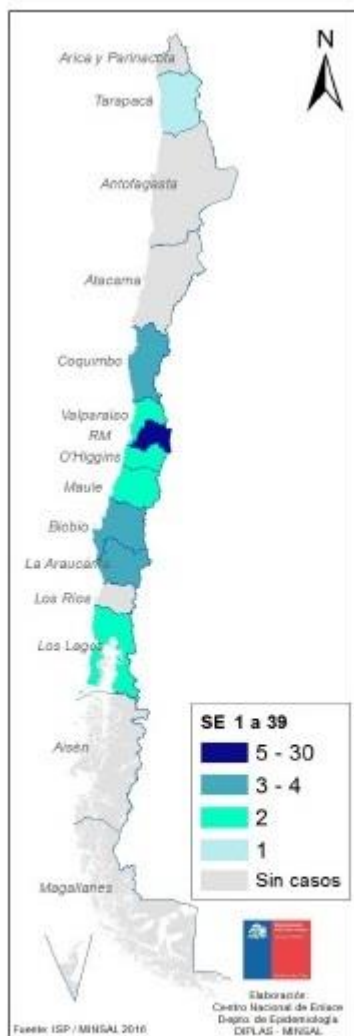 N
Arica y Parinacota
Tarapacá
Antofagasta
Atacama
Coquimbo
Valparaíso
RM
O'Higgins
Maule
Biobio
La Araucanía
Los Ríos
Los Lagos
Aisén
Magallanes
SE 1 a 39
5 - 30
3 - 4
2
1
Sin casos
Elaboración:
Centro Nacional de Enlace
Depto. de Epidemiología
DIPLAS - MINSAL
Fuente: ISP / MINSAL 2016